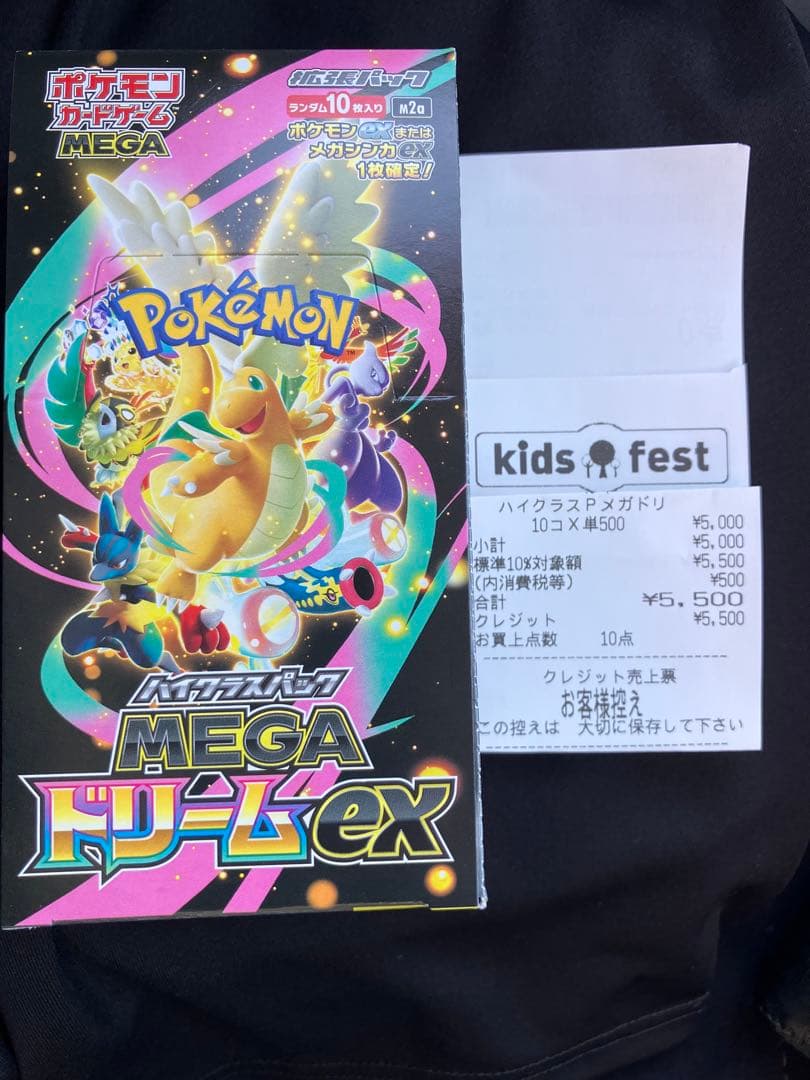 ポケモン
カードゲーム
MEGA
拡張パック
ランダム10枚入り
M2a
ポケモンexまたは
メガシンカex
1枚確定!
POKéMON
TM
ハイクラスパック
MEGA
ドリームex
kids fest
ハイクラスPメガドリ
10コX単500 ¥5,000
小計 ¥5,000
標準10%対象額 ¥5,500
(内消費税等) ¥500
合計 ¥5,500
クレジット ¥5,500
お買上点数 10点
クレジット売上票
お客様控え
この控えは 大切に保存して下さい